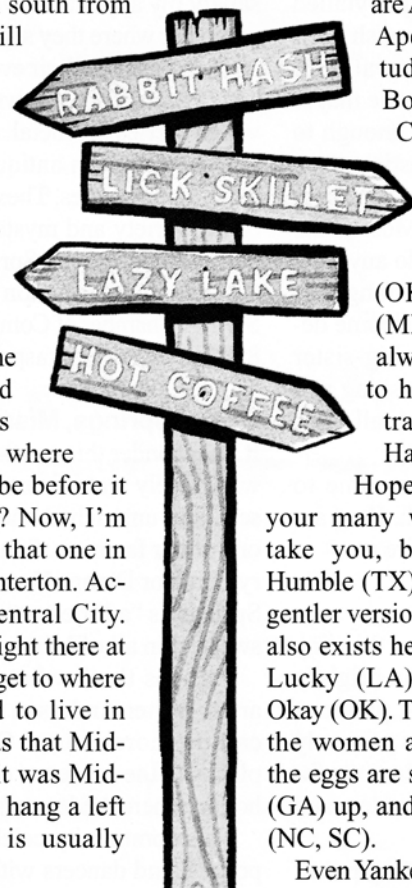 south from
ill
RABBIT HASH
LICK SKILLET
LAZY LAKE
HOT COFFEE
ne
d
s
where
be before it
? Now, I'm
that one in
nterton. Ac-
entral City.
ight there at
get to where
d to live in
as that Mid-
t was Mid-
hang a left
is usually
are A
Ape
tud
Bo
C
(OK
(MI
alw
to h
tra
Ha
Hope
your many v
take you, b
Humble (TX)
gentler version
also exists he
Lucky (LA)
Okay (OK). T
the women a
the eggs are s
(GA) up, and
(NC, SC).
Even Yanke